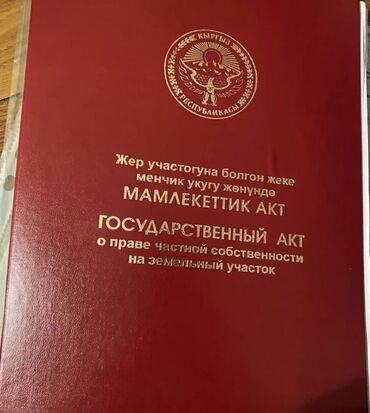 КЫРГЫЗ
РЕСПУБЛИКАСЫ
Жер участогуна болгон жеке
менчик укугу жөнүндө
МАМЛЕКЕТТИК АКТ
ГОСУДАРСТВЕННЫЙ АКТ
о праве частной собственности
на земельный участок